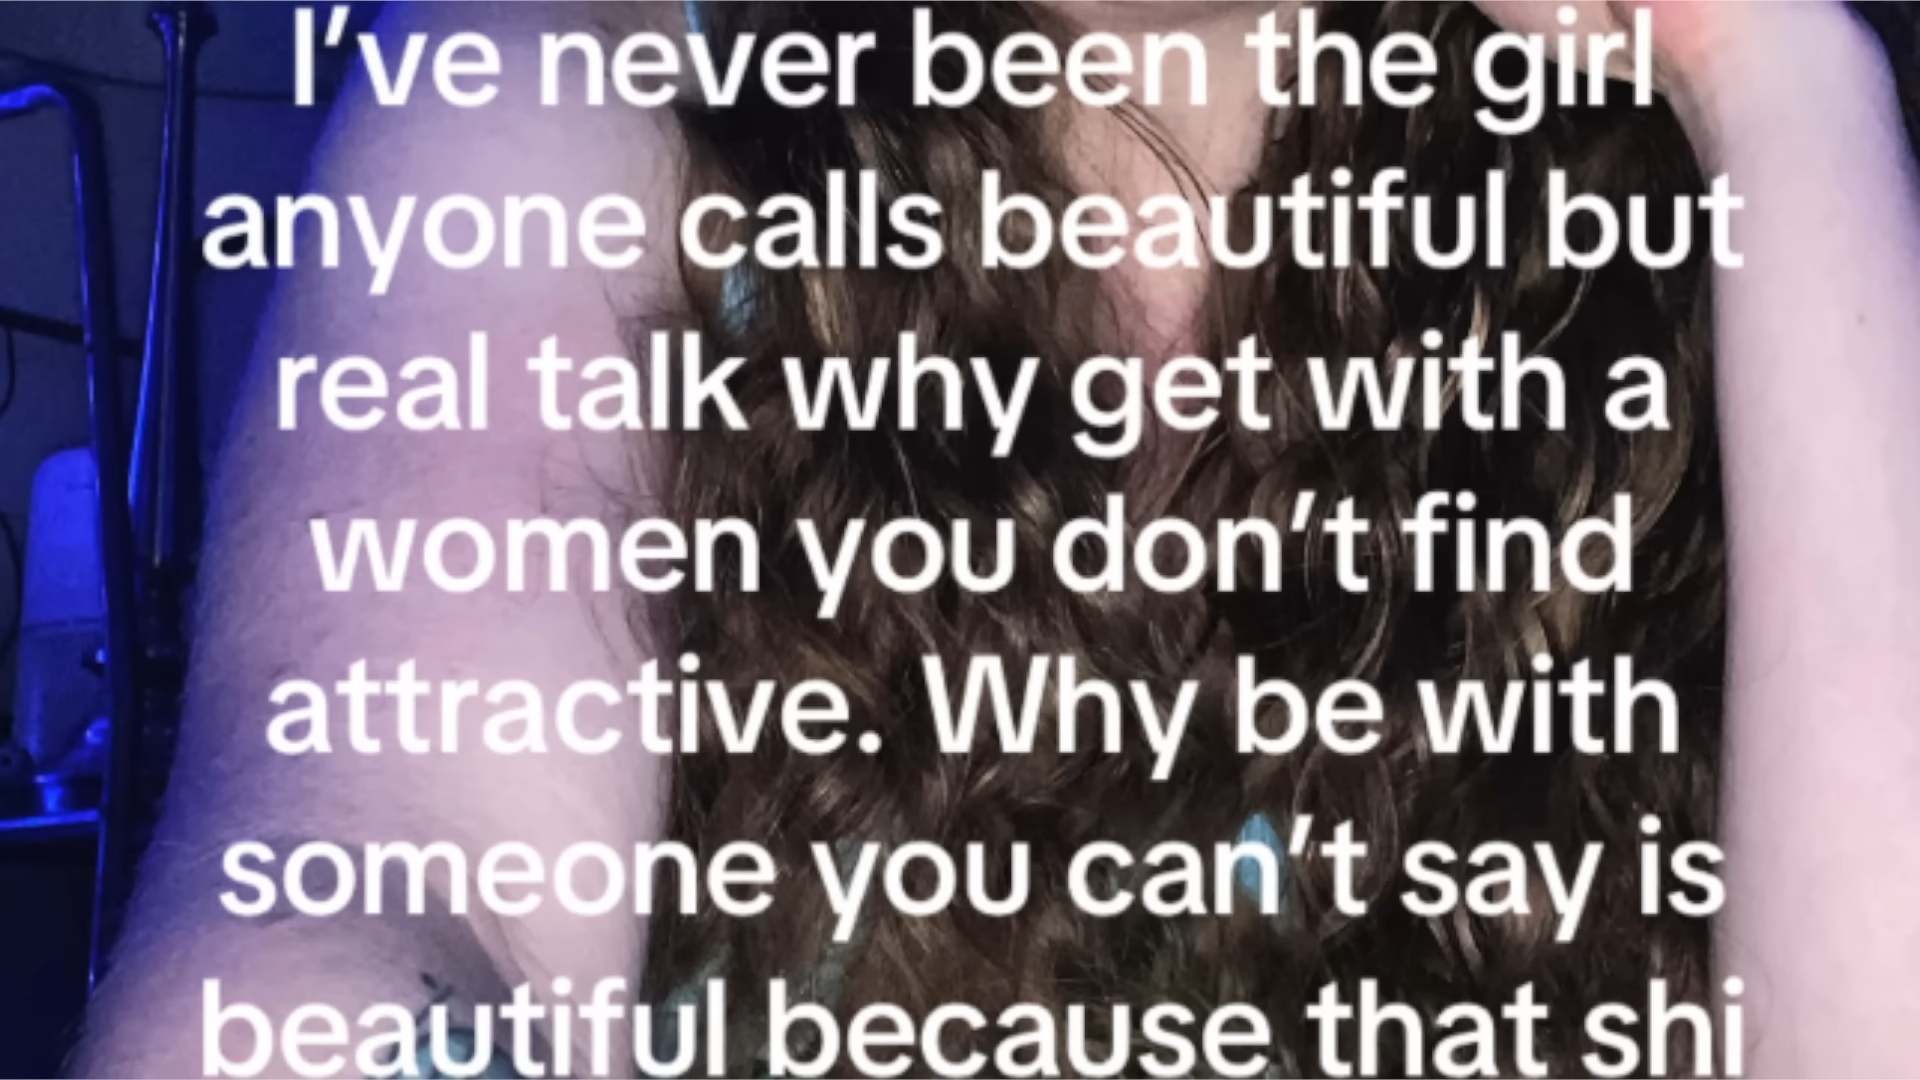 I’ve never been the girl
anyone calls beautiful but
real talk why get with a
women you don’t find
attractive. Why be with
someone you can’t say is
beautiful because that shi